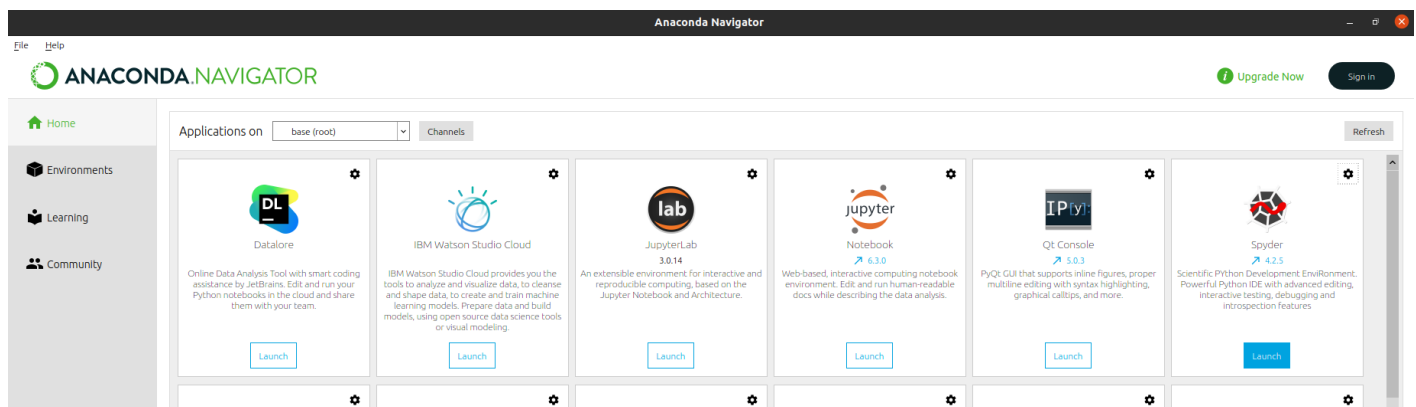 Anaconda Navigator
File Help
ANACONDA.NAVIGATOR
i Upgrade Now
Sign in
Home
Environments
Learning
Community
Applications on base (root) Channels Refresh
DL
Datalore
Online Data Analysis Tool with smart coding
assistance by JetBrains. Edit and run your
Python notebooks in the cloud and share
them with your team.
Launch
IBM Watson Studio Cloud
IBM Watson Studio Cloud provides you the
tools to analyze and visualize data, to cleanse
and shape data, to create and train machine
learning models. Prepare data and build
models, using open source data science tools
or visual modeling.
Launch
lab
JupyterLab
3.0.14
An extensible environment for interactive and
reproducible computing, based on the
Jupyter Notebook and Architecture.
Launch
jupyter
Notebook
6.3.0
Web-based, interactive computing notebook
environment. Edit and run human-readable
docs while describing the data analysis.
Launch
IP[y]:
Qt Console
5.0.3
PyQt GUI that supports inline figures, proper
multiline editing with syntax highlighting,
graphical calltips, and more.
Launch
Spyder
4.2.5
Scientific PYthon Development EnviRonment.
Powerful Python IDE with advanced editing,
interactive testing, debugging and
introspection features
Launch